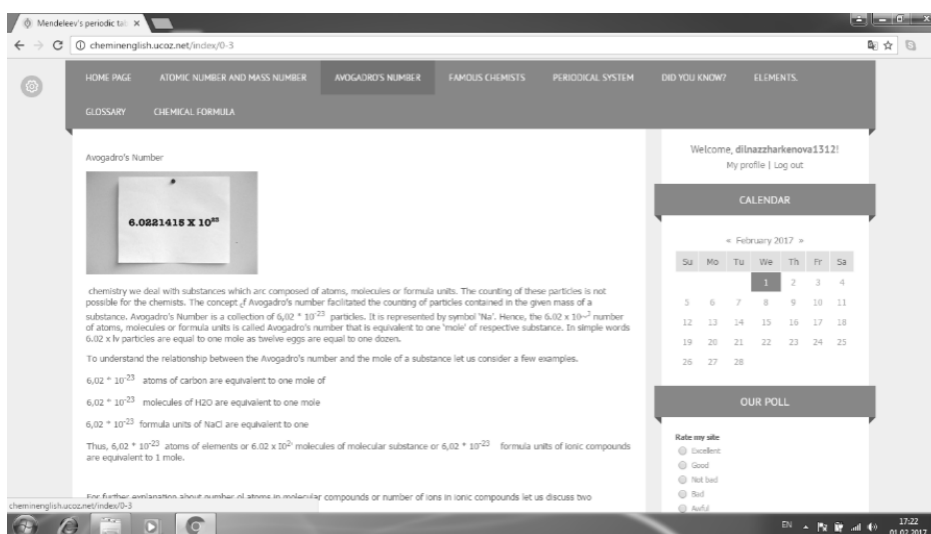 Mendeleev's periodic tab
cheminenglish.ucoz.net/index/0-3
HOME PAGE ATOMIC NUMBER AND MASS NUMBER AVOGADRO'S NUMBER FAMOUS CHEMISTS PERIODICAL SYSTEM DID YOU KNOW? ELEMENTS.
GLOSSARY CHEMICAL FORMULA
Avogadro's Number
6.0221415 X 10²³
chemistry we deal with substances which arc composed of atoms, molecules or formula units. The counting of these particles is not
possible for the chemists. The concept ,f Avogadro's number facilitated the counting of particles contained in the given mass of a
substance. Avogadro's Number is a collection of 6,02 * 10⁻²³ particles. It is represented by symbol 'Na'. Hence, the 6.02 x number
of atoms, molecules or formula units is called Avogadro's number that is equivalent to one 'mole' of respective substance. In simple words
6.02 x lv particles are equal to one mole as twelve eggs are equal to one dozen.
To understand the relationship between the Avogadro's number and the mole of a substance let us consider a few examples.
6,02 * 10⁻²³ atoms of carbon are equivalent to one mole of
6,02 * 10⁻²³ molecules of H2O are equivalent to one mole
6,02 * 10⁻²³ formula units of NaCl are equivalent to one
Thus, 6,02 * 10⁻²³ atoms of elements or 6.02 x molecules of molecular substance or 6,02 * 10⁻²³ formula units of ionic compounds
are equivalent to 1 mole.
For further explanation about number of atoms in molecular compounds or number of ions in ionic compounds let us discuss two
cheminenglish.ucoz.net/index/0-3
Welcome, dilnazzharkenova1312!
My profile | Log out
CALENDAR
« February 2017 »
Su Mo Tu We Th Fr Sa
1 2 3 4
5 6 7 8 9 10 11
12 13 14 15 16 17 18
19 20 21 22 23 24 25
26 27 28
OUR POLL
Rate my site
Excellent
Good
Not bad
Bad
Awful
EN 17:22
01.02.2017